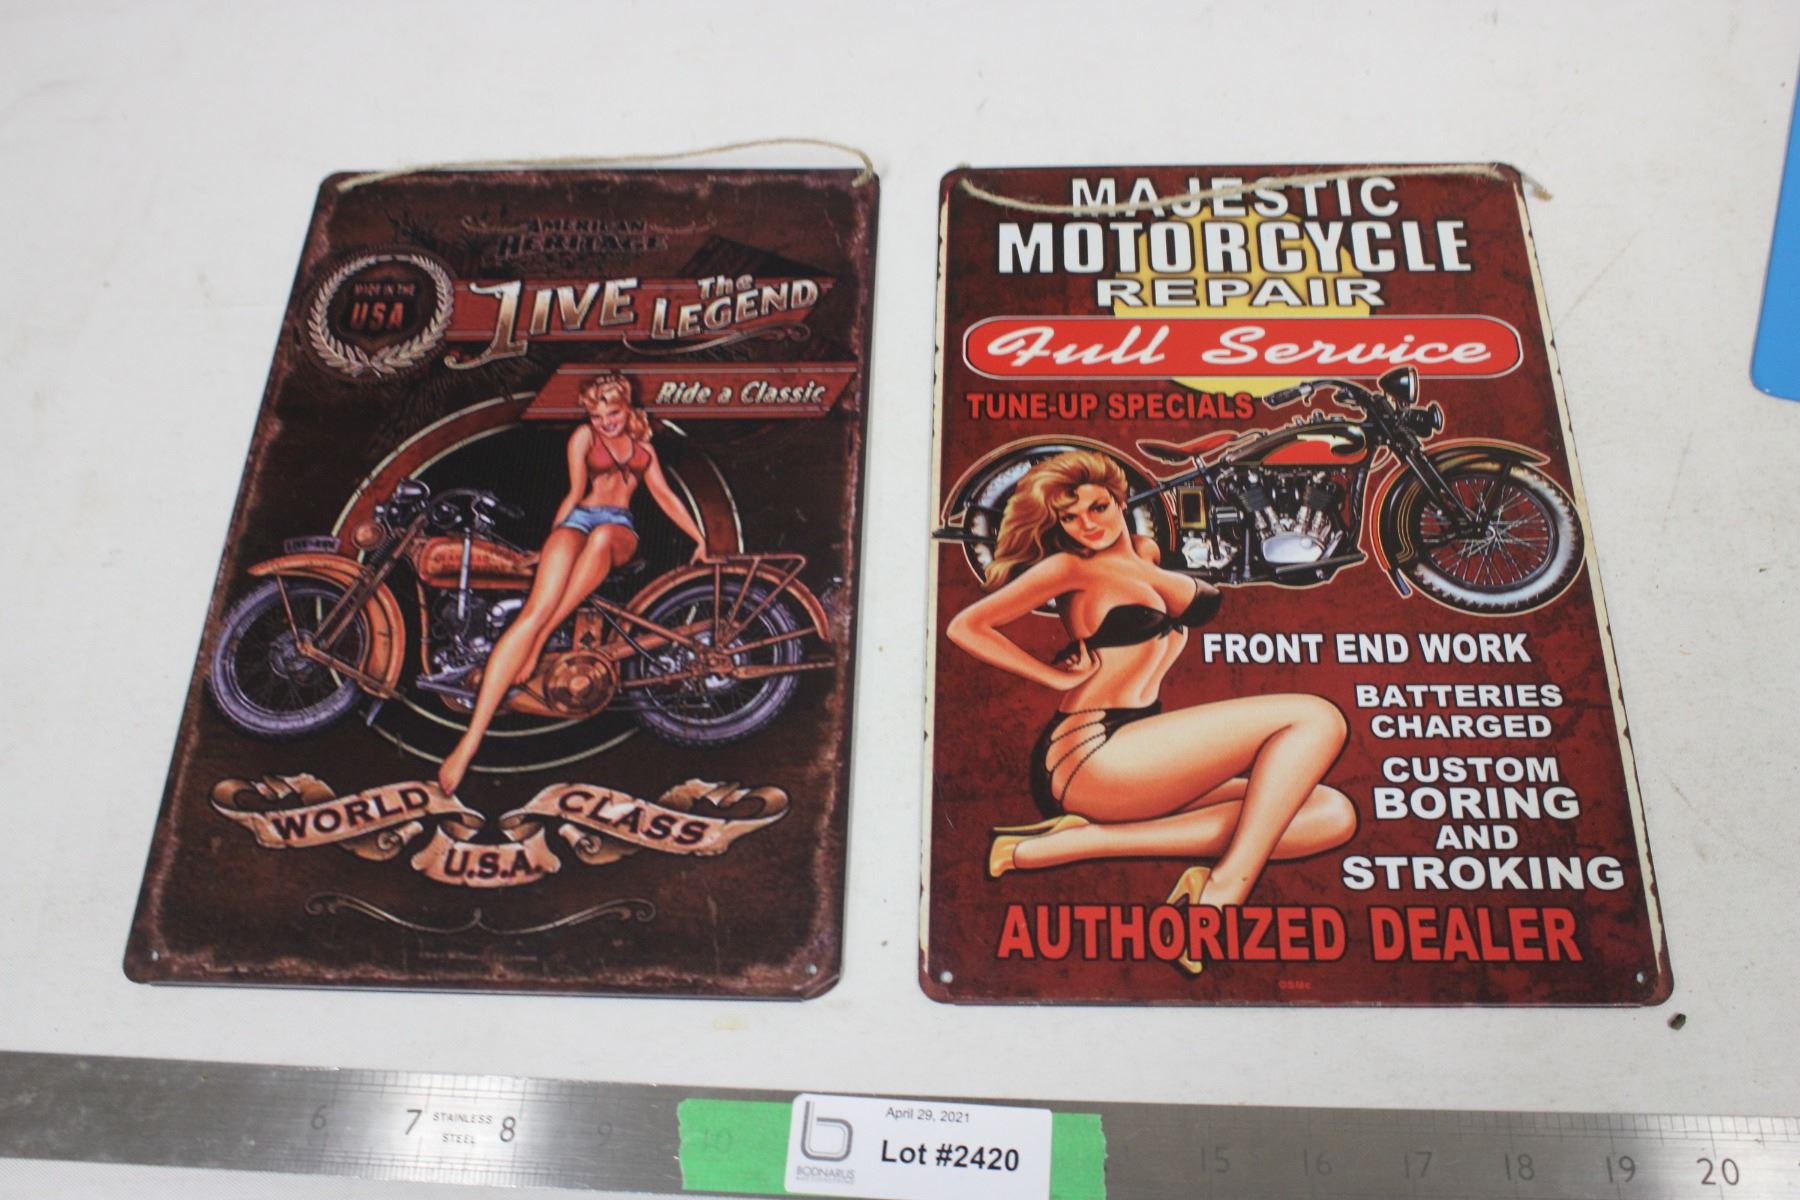 AMERICAN
HERITAGE
MADE IN THE
USA
LIVE The LEGEND
Ride a Classic
WORLD CLASS
U.S.A.
MAJESTIC
MOTORCYCLE
REPAIR
Full Service
TUNE-UP SPECIALS
FRONT END WORK
BATTERIES
CHARGED
CUSTOM
BORING
AND
STROKING
AUTHORIZED DEALER
6 7 STAINLESS STEEL 8 9 10 15 16 17 18 19 20
April 29, 2021
Lot #2420
BODNARUS